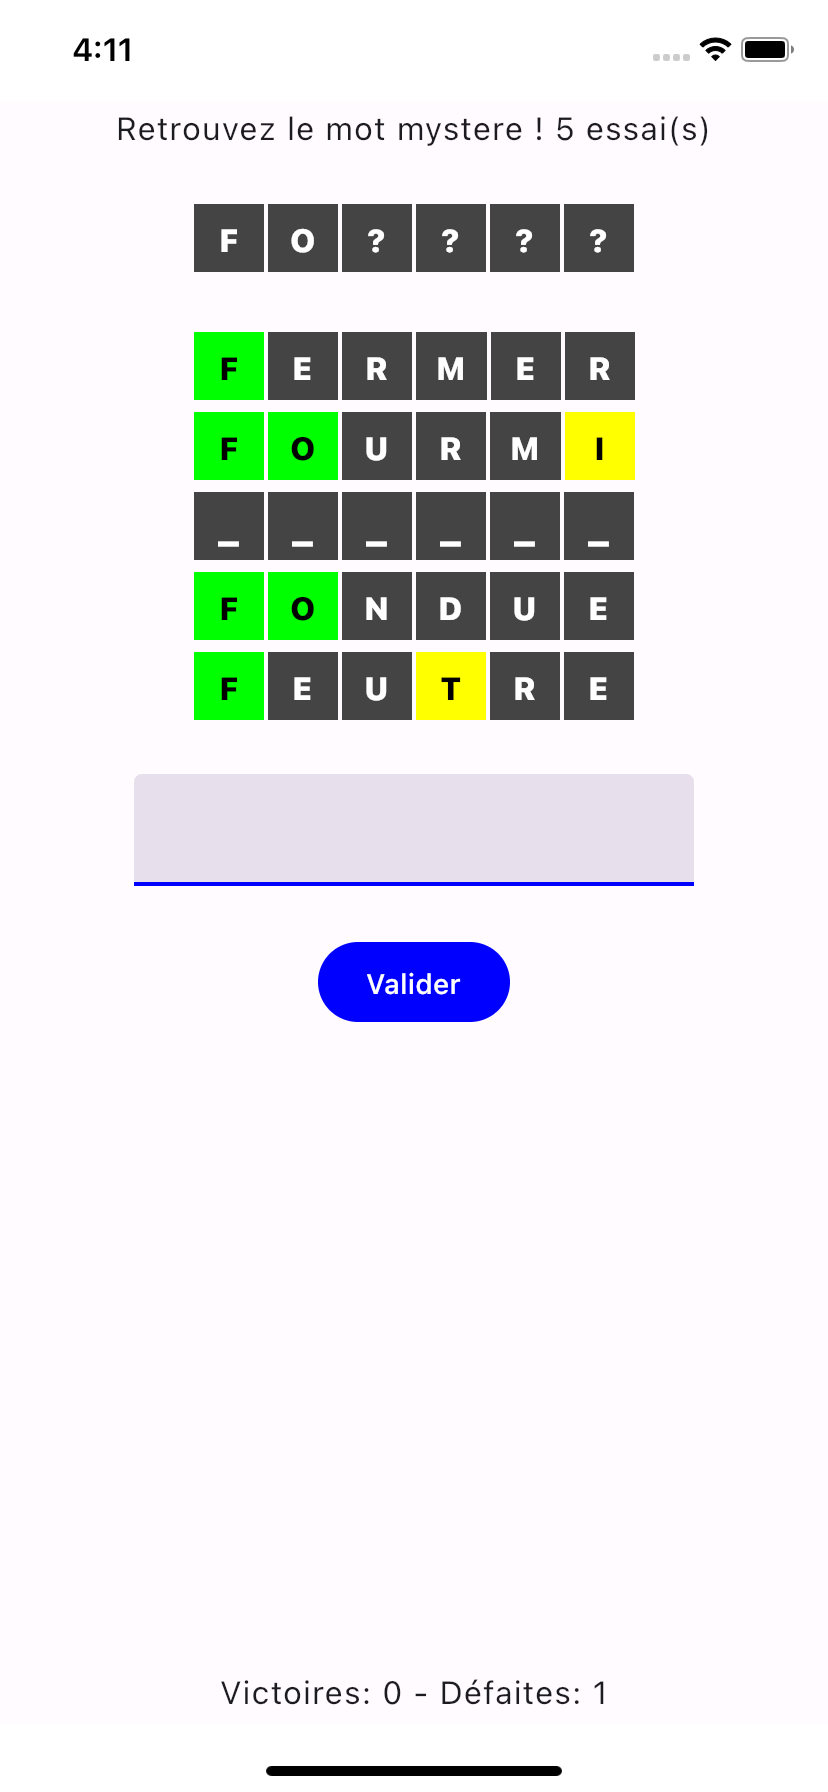 4:11
Retrouvez le mot mystere ! 5 essai(s)
F O ? ? ? ?
F E R M E R
F O U R M I
_ _ _ _ _ _
F O N D U E
F E U T R E
Valider
Victoires: 0 - Défaites: 1